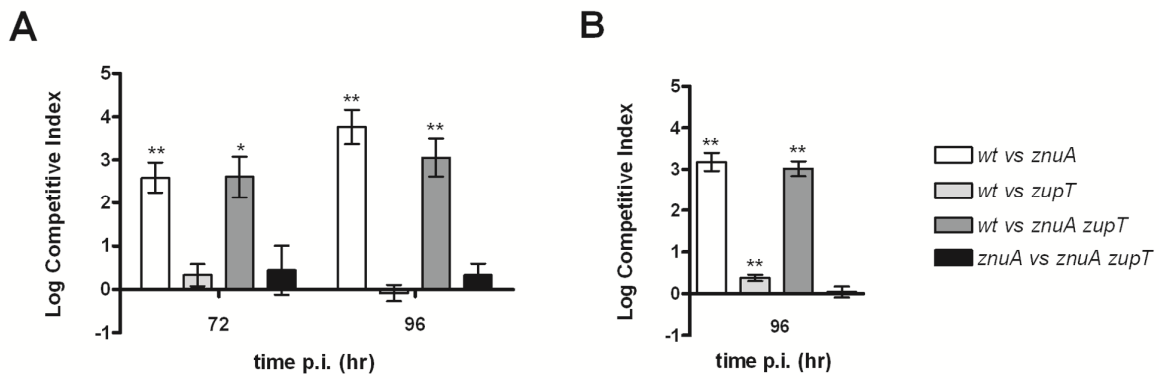 A
Log Competitive Index
5
4
3
2
1
0
-1
**
*
**
**
72
96
time p.i. (hr)
B
Log Competitive Index
5
4
3
2
1
0
-1
**
**
**
96
time p.i. (hr)
wt vs znuA
wt vs zupT
wt vs znuA zupT
znuA vs znuA zupT